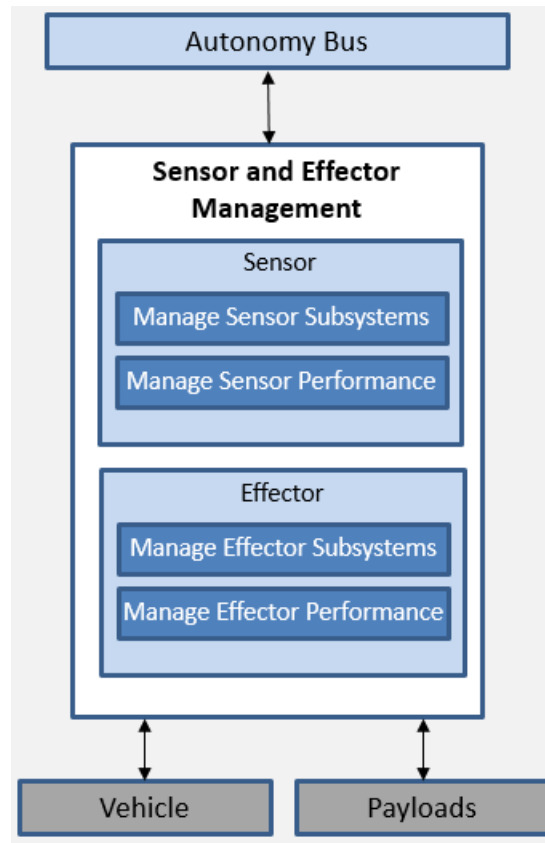 Autonomy Bus
Sensor and Effector
Management
Sensor
Manage Sensor Subsystems
Manage Sensor Performance
Effector
Manage Effector Subsystems
Manage Effector Performance
Vehicle
Payloads